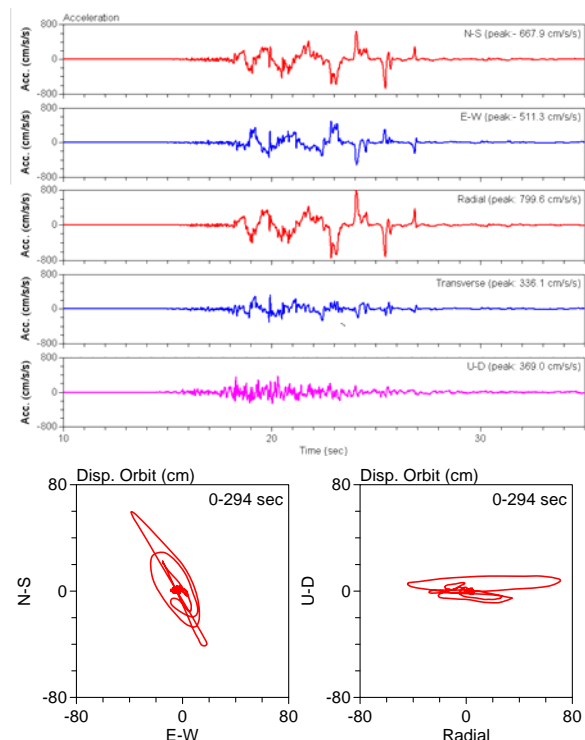 Acceleration
800
N-S (peak:- 667.9 cm/s/s)
Acc. (cm/s/s)
0
-800
800
E-W (peak:- 511.3 cm/s/s)
Acc. (cm/s/s)
0
-800
800
Radial (peak: 799.6 cm/s/s)
Acc. (cm/s/s)
0
-800
800
Transverse (peak: 336.1 cm/s/s)
Acc. (cm/s/s)
0
-800
800
U-D (peak: 369.0 cm/s/s)
Acc. (cm/s/s)
0
-800
10 20 30
Time (sec)
Disp. Orbit (cm)
80
0-294 sec
N-S
0
-80
-80 0 80
E-W
Disp. Orbit (cm)
80
0-294 sec
U-D
0
-80
-80 0 80
Radial